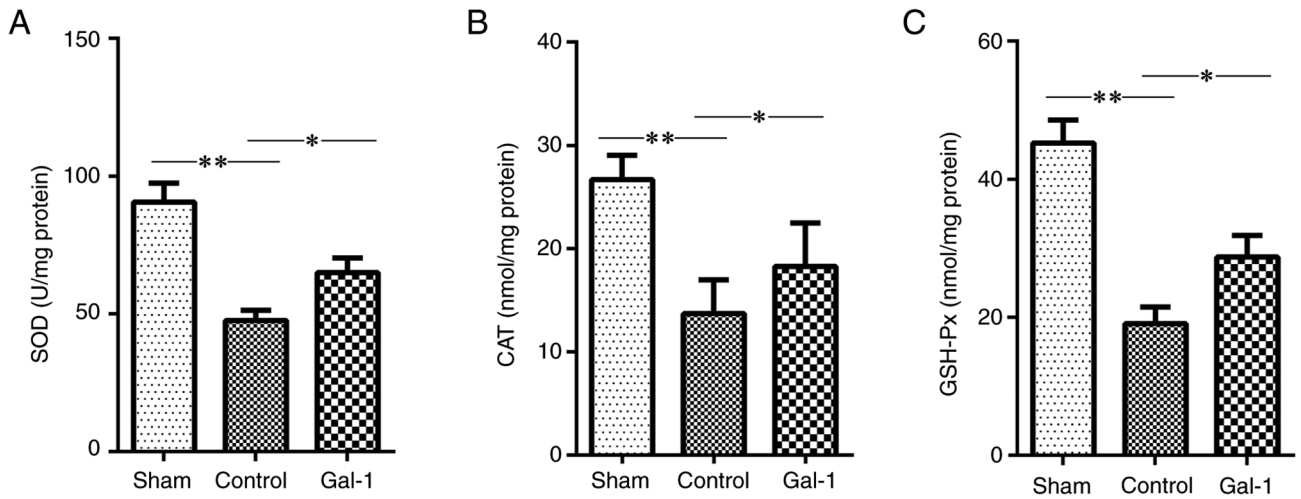 A
SOD (U/mg protein)
150
100
50
0
**
*
Sham
Control
Gal-1
B
CAT (nmol/mg protein)
40
30
20
10
0
**
*
Sham
Control
Gal-1
C
GSH-Px (nmol/mg protein)
60
40
20
0
**
*
Sham
Control
Gal-1